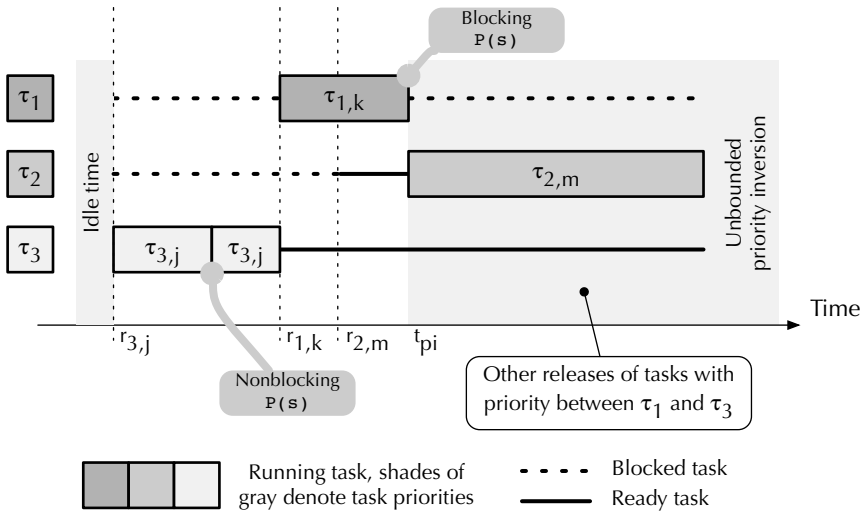 Blocking
P(s)
τ1
τ1,k
τ2
τ2,m
τ3
τ3,j
τ3,j
Idle time
Unbounded
priority inversion
Time
r3,j
r1,k
r2,m
tpi
Nonblocking
P(s)
Other releases of tasks with
priority between τ1 and τ3
Running task, shades of
gray denote task priorities
Blocked task
Ready task